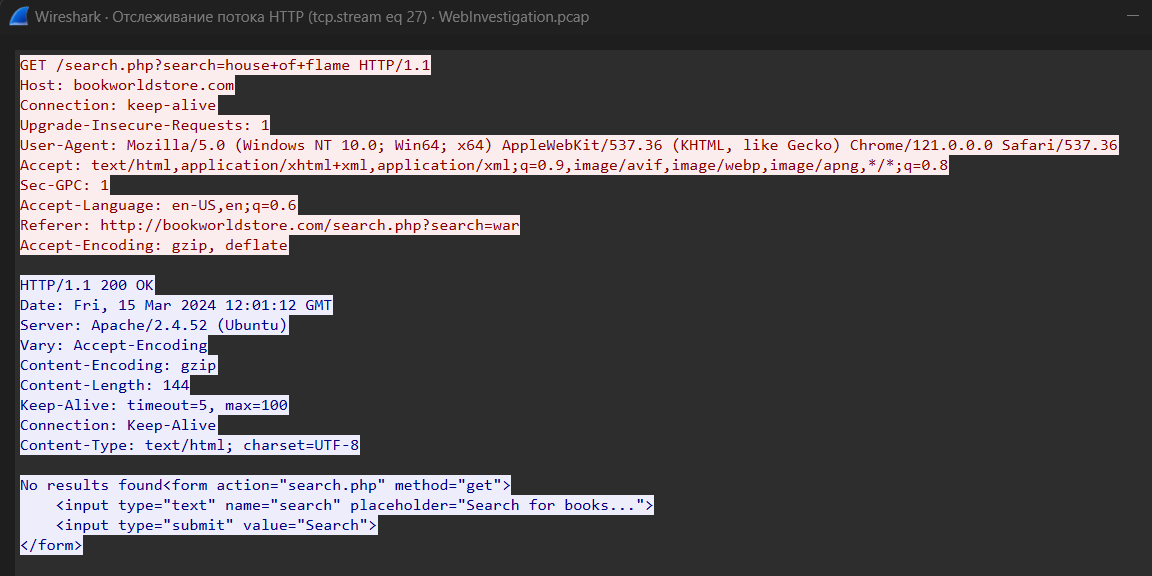 Wireshark · Отслеживание потока HTTP (tcp.stream eq 27) · WebInvestigation.pcap
GET /search.php?search=house+of+flame HTTP/1.1
Host: bookworldstore.com
Connection: keep-alive
Upgrade-Insecure-Requests: 1
User-Agent: Mozilla/5.0 (Windows NT 10.0; Win64; x64) AppleWebKit/537.36 (KHTML, like Gecko) Chrome/121.0.0.0 Safari/537.36
Accept: text/html,application/xhtml+xml,application/xml;q=0.9,image/avif,image/webp,image/apng,*/*;q=0.8
Sec-GPC: 1
Accept-Language: en-US,en;q=0.6
Referer: http://bookworldstore.com/search.php?search=war
Accept-Encoding: gzip, deflate
HTTP/1.1 200 OK
Date: Fri, 15 Mar 2024 12:01:12 GMT
Server: Apache/2.4.52 (Ubuntu)
Vary: Accept-Encoding
Content-Encoding: gzip
Content-Length: 144
Keep-Alive: timeout=5, max=100
Connection: Keep-Alive
Content-Type: text/html; charset=UTF-8
No results found<form action="search.php" method="get">
    <input type="text" name="search" placeholder="Search for books...">
    <input type="submit" value="Search">
</form>